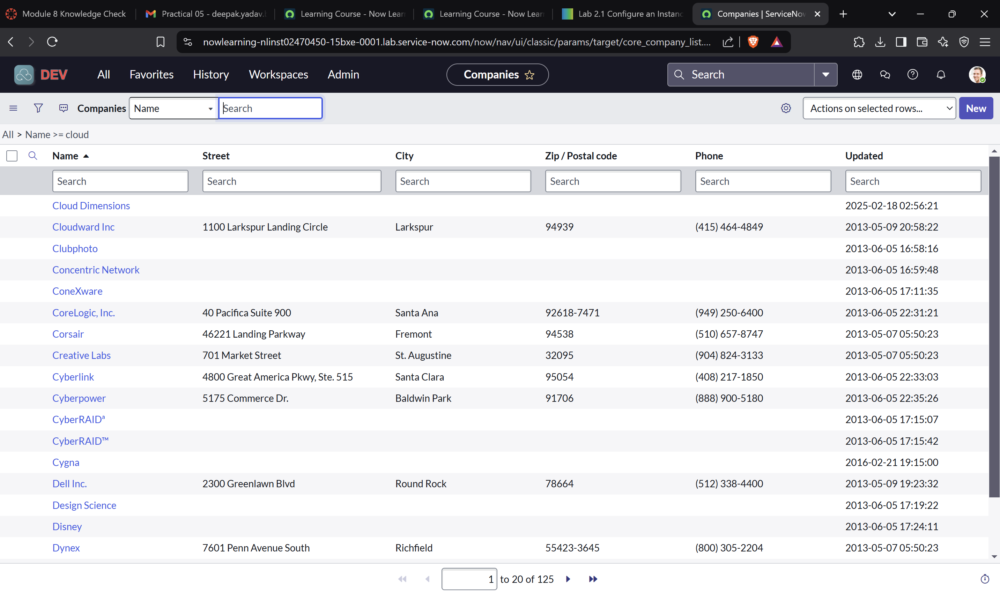 Module 8 Knowledge Check
Practical 05 - deepak.yadav.
Learning Course - Now Lear
Learning Course - Now Lear
Lab 2.1 Configure an Instanc
Companies | ServiceNo
nowlearning-nlinst02470450-15bxe-0001.lab.service-now.com/now/nav/ui/classic/params/target/core_company_list....
DEV All Favorites History Workspaces Admin Companies Search
Companies Name Search Actions on selected rows... New
All > Name >= cloud
Name Street City Zip / Postal code Phone Updated
Search Search Search Search Search Search
Cloud Dimensions 2025-02-18 02:56:21
Cloudward Inc 1100 Larkspur Landing Circle Larkspur 94939 (415) 464-4849 2013-05-09 20:58:22
Clubphoto 2013-06-05 16:58:16
Concentric Network 2013-06-05 16:59:48
ConeXware 2013-06-05 17:11:35
CoreLogic, Inc. 40 Pacifica Suite 900 Santa Ana 92618-7471 (949) 250-6400 2013-06-05 22:31:21
Corsair 46221 Landing Parkway Fremont 94538 (510) 657-8747 2013-05-07 05:50:23
Creative Labs 701 Market Street St. Augustine 32095 (904) 824-3133 2013-05-07 05:50:23
Cyberlink 4800 Great America Pkwy, Ste. 515 Santa Clara 95054 (408) 217-1850 2013-06-05 22:33:03
Cyberpower 5175 Commerce Dr. Baldwin Park 91706 (888) 900-5180 2013-06-05 22:35:26
CyberRAIDª 2013-06-05 17:15:07
CyberRAID™ 2013-06-05 17:15:42
Cygna 2016-02-21 19:15:00
Dell Inc. 2300 Greenlawn Blvd Round Rock 78664 (512) 338-4400 2013-05-09 19:23:32
Design Science 2013-06-05 17:19:22
Disney 2013-06-05 17:24:11
Dynex 7601 Penn Avenue South Richfield 55423-3645 (800) 305-2204 2013-05-07 05:50:23
1 to 20 of 125